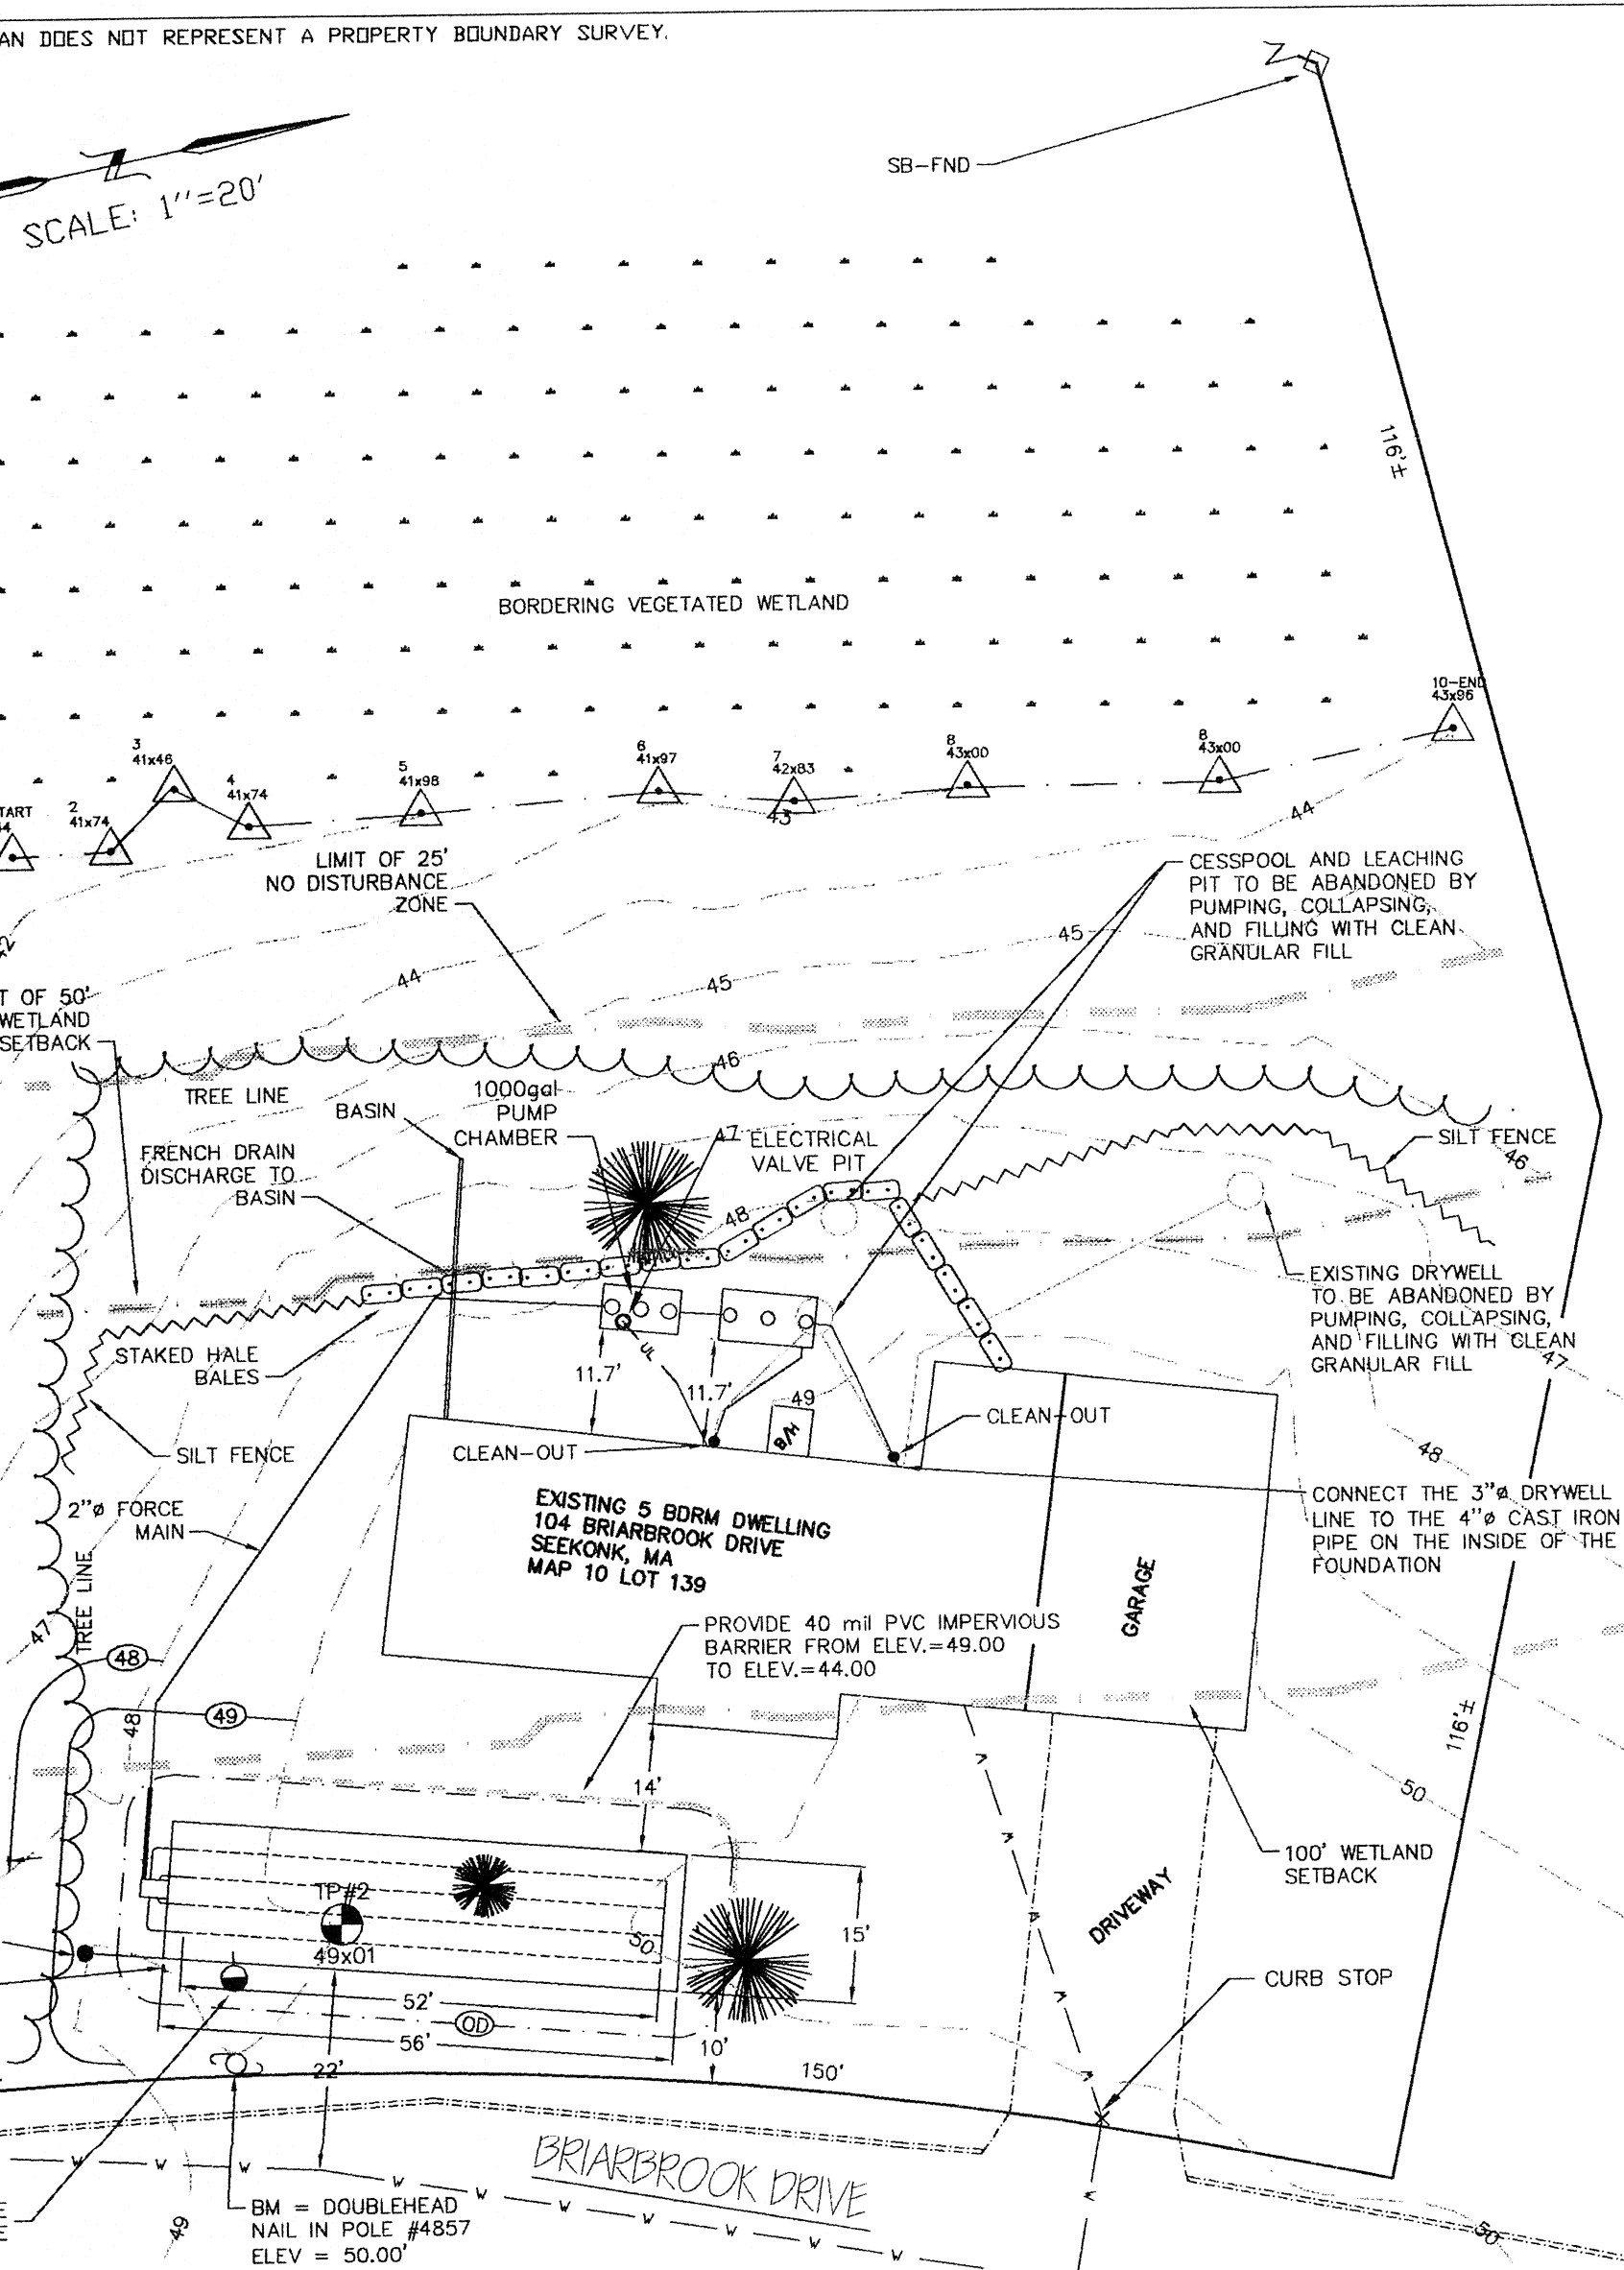 AN DOES NOT REPRESENT A PROPERTY BOUNDARY SURVEY.
Z
SB-FND
Z
SCALE: 1"=20'
116'±
BORDERING VEGETATED WETLAND
10-END
43x96
3
41x46
4
41x74
5
41x98
6
41x97
7
42x83
8
43x00
8
43x00
TART
4
2
41x74
43
44
LIMIT OF 25'
NO DISTURBANCE
ZONE
CESSPOOL AND LEACHING
PIT TO BE ABANDONED BY
PUMPING, COLLAPSING,
AND FILLING WITH CLEAN
GRANULAR FILL
45
44
45
T OF 50'
WETLAND
SETBACK
46
TREE LINE
BASIN
1000gal
PUMP
CHAMBER
47
ELECTRICAL
VALVE PIT
SILT FENCE
46
FRENCH DRAIN
DISCHARGE TO
BASIN
48
EXISTING DRYWELL
TO BE ABANDONED BY
PUMPING, COLLAPSING,
AND FILLING WITH CLEAN
GRANULAR FILL
47
STAKED HALE
BALES
UL
11.7'
11.7'
49
B/H
CLEAN-OUT
CLEAN-OUT
SILT FENCE
48
2"ø FORCE
MAIN
CONNECT THE 3"ø DRYWELL
LINE TO THE 4"ø CAST IRON
PIPE ON THE INSIDE OF THE
FOUNDATION
EXISTING 5 BDRM DWELLING
104 BRIARBROOK DRIVE
SEEKONK, MA
MAP 10 LOT 139
GARAGE
TREE LINE
47
48
PROVIDE 40 mil PVC IMPERVIOUS
BARRIER FROM ELEV.=49.00
TO ELEV.=44.00
49
48
116'±
14'
50
100' WETLAND
SETBACK
DRIVEWAY
TP#2
49x01
50
15'
CURB STOP
52'
OD
56'
10'
22'
150'
BRIARBROOK DRIVE
W W W W W W W W W W
BM = DOUBLEHEAD
NAIL IN POLE #4857
ELEV = 50.00'
49
50